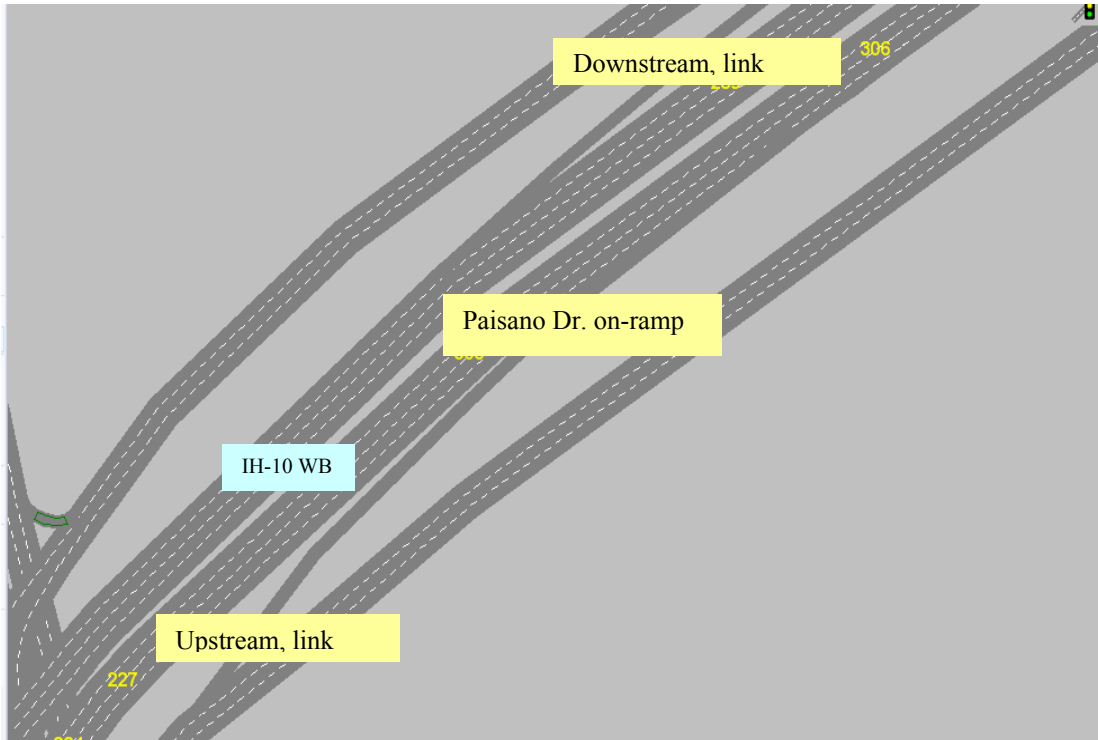 306
Downstream, link
Paisano Dr. on-ramp
IH-10 WB
Upstream, link
227